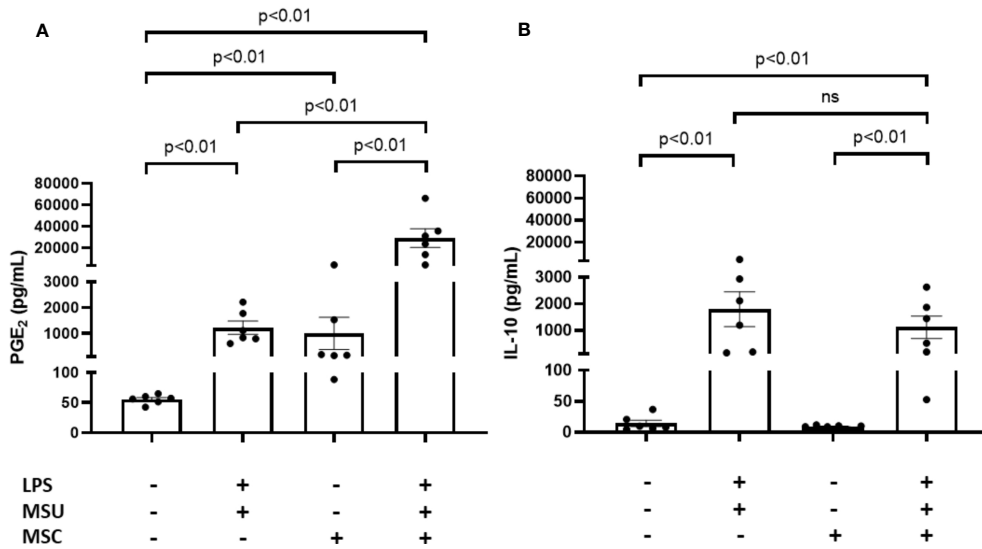 A
p<0.01
p<0.01
p<0.01
p<0.01
p<0.01
PGE2 (pg/mL)
80000
60000
40000
20000
3000
2000
1000
100
50
0
LPS - + - +
MSU - + - +
MSC - - + +
B
p<0.01
ns
p<0.01
p<0.01
IL-10 (pg/mL)
80000
60000
40000
20000
3000
2000
1000
100
50
0
- + - +
- + - +
- - + +